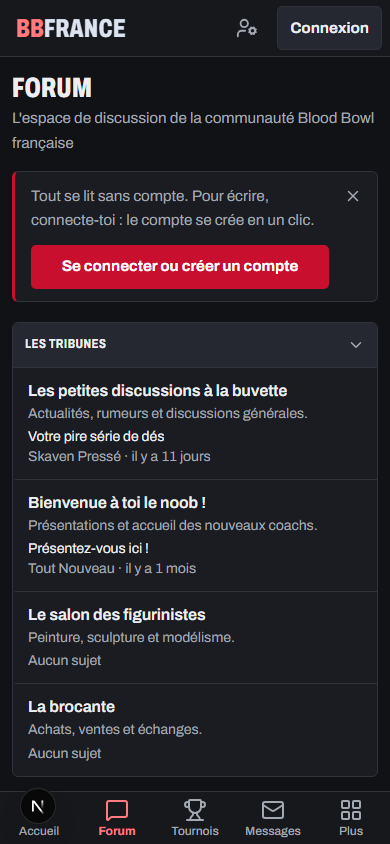 BBFRANCE
Connexion
FORUM
L'espace de discussion de la communauté Blood Bowl
française
Tout se lit sans compte. Pour écrire,
connecte-toi : le compte se crée en un clic.
Se connecter ou créer un compte
LES TRIBUNES
Les petites discussions à la buvette
Actualités, rumeurs et discussions générales.
Votre pire série de dés
Skaven Pressé · il y a 11 jours
Bienvenue à toi le noob !
Présentations et accueil des nouveaux coachs.
Présentez-vous ici !
Tout Nouveau · il y a 1 mois
Le salon des figurinistes
Peinture, sculpture et modélisme.
Aucun sujet
La brocante
Achats, ventes et échanges.
Aucun sujet
N
Accueil Forum Tournois Messages Plus